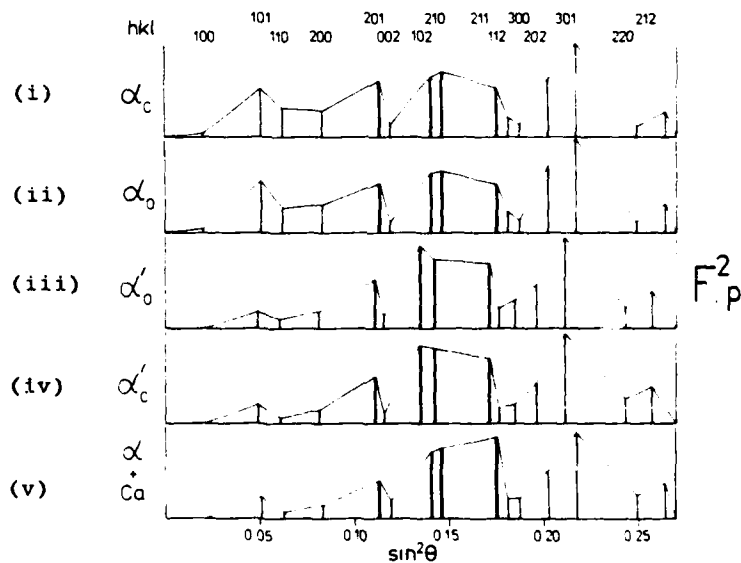 hkl 100 101 110 200 201 002 102 210 211 112 300 202 301 220 212
(i) α_c
(ii) α_o
(iii) α'_o
(iv) α'_c
(v) α + Ca
F².p
0.05 0.10 0.15 0.20 0.25
sin²θ